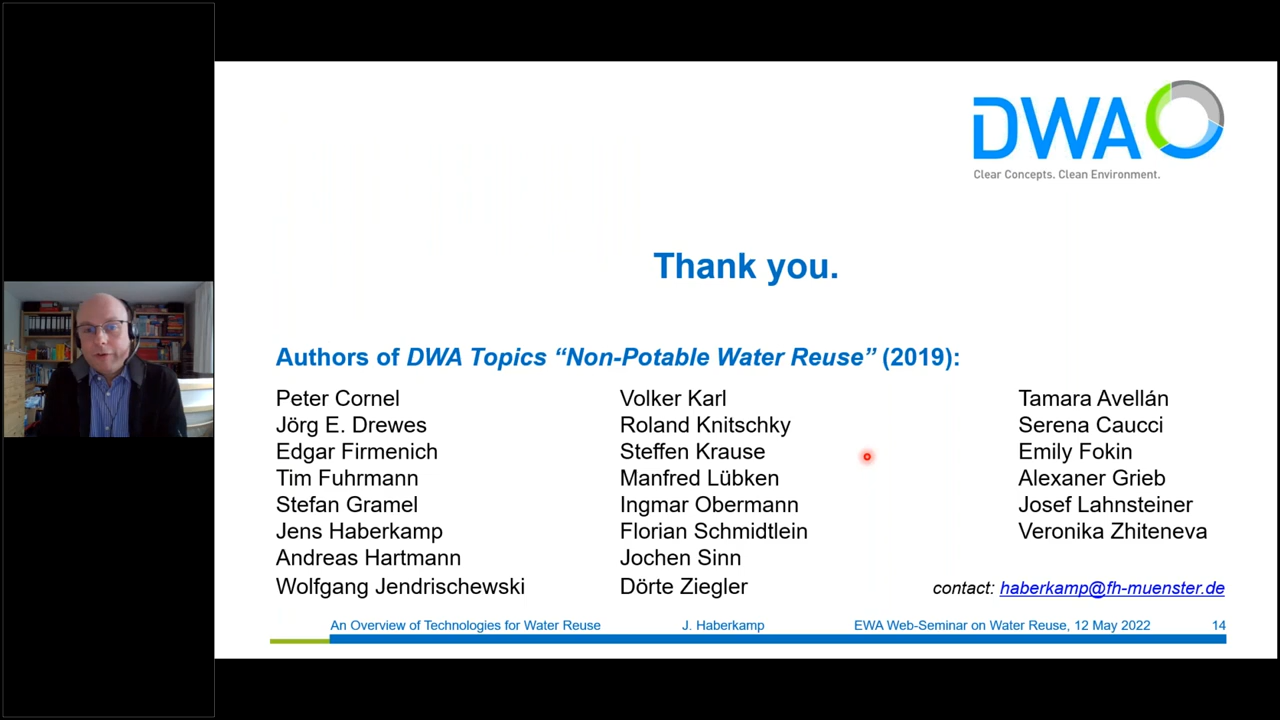 DWA
Clear Concepts. Clean Environment.
Thank you.
Authors of DWA Topics “Non-Potable Water Reuse” (2019):
Peter Cornel
Jörg E. Drewes
Edgar Firmenich
Tim Fuhrmann
Stefan Gramel
Jens Haberkamp
Andreas Hartmann
Wolfgang Jendrischewski
Volker Karl
Roland Knitschky
Steffen Krause
Manfred Lübken
Ingmar Obermann
Florian Schmidtlein
Jochen Sinn
Dörte Ziegler
Tamara Avellán
Serena Caucci
Emily Fokin
Alexaner Grieb
Josef Lahnsteiner
Veronika Zhiteneva
contact: haberkamp@fh-muenster.de
An Overview of Technologies for Water Reuse J. Haberkamp EWA Web-Seminar on Water Reuse, 12 May 2022 14